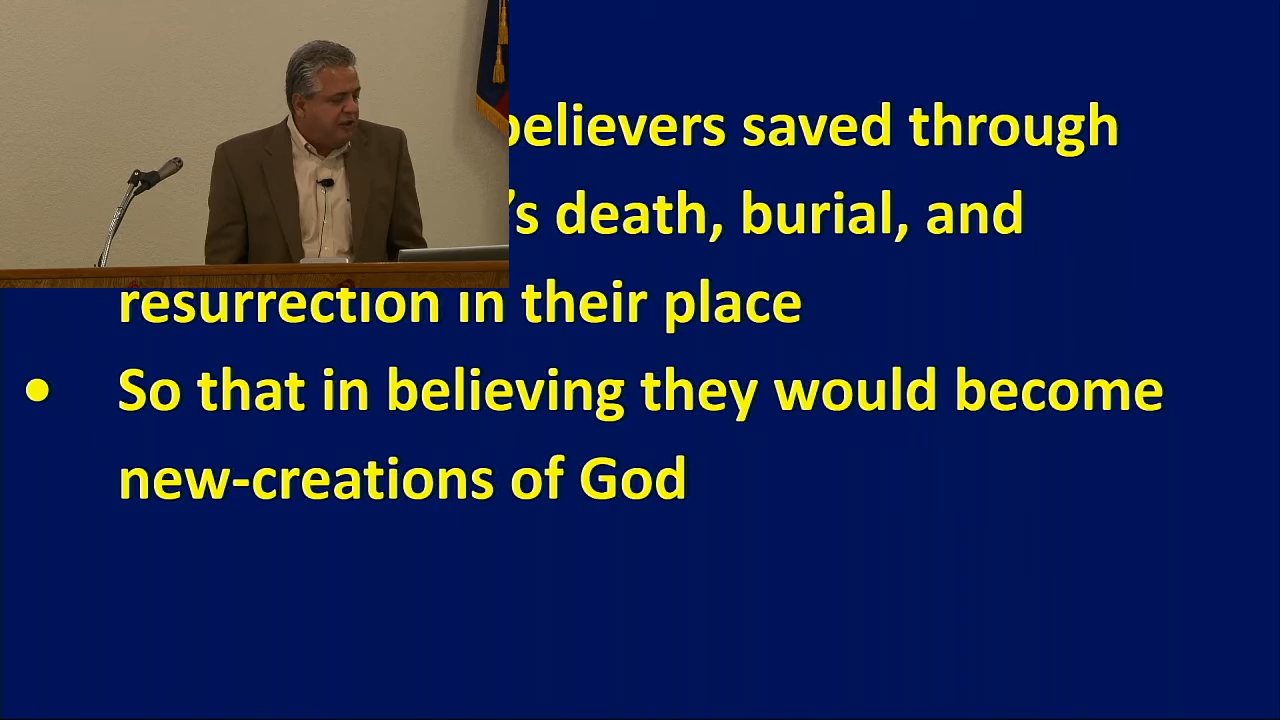 believers saved through
’s death, burial, and
resurrection in their place
• So that in believing they would become
new-creations of God